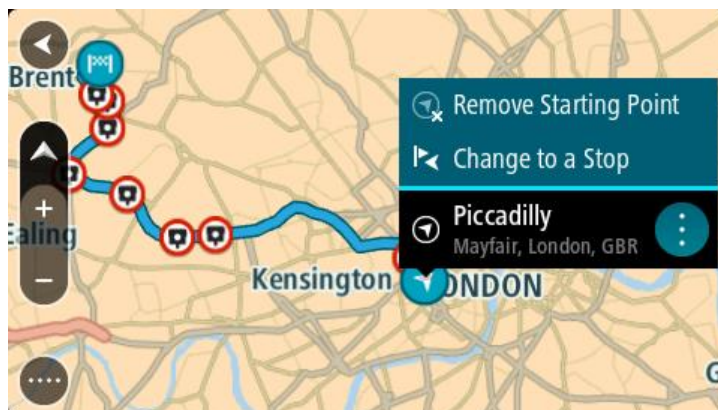 Brent
Remove Starting Point
Change to a Stop
Piccadilly
Mayfair, London, GBR
Ealing
Kensington
ONDON
G